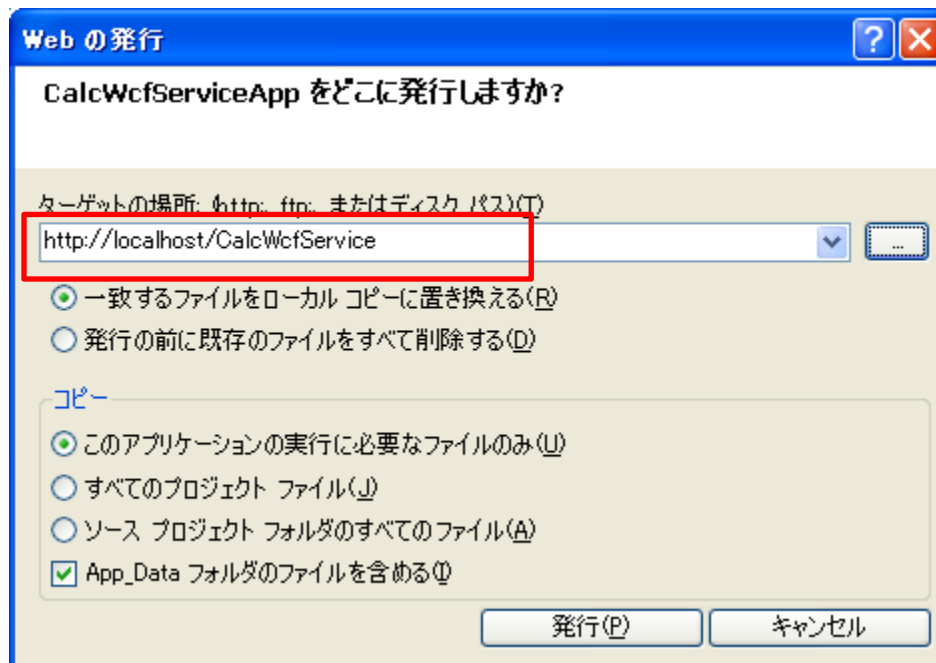 Web の発行
CalcWcfServiceApp をどこに発行しますか?
ターゲットの場所: (http:、ftp:、またはディスク パス)(T)
http://localhost/CalcWcfService
...
一致するファイルをローカル コピーに置き換える(R)
発行の前に既存のファイルをすべて削除する(D)
コピー
このアプリケーションの実行に必要なファイルのみ(U)
すべてのプロジェクト ファイル(J)
ソース プロジェクト フォルダのすべてのファイル(A)
App_Data フォルダのファイルを含める(I)
発行(P)
キャンセル